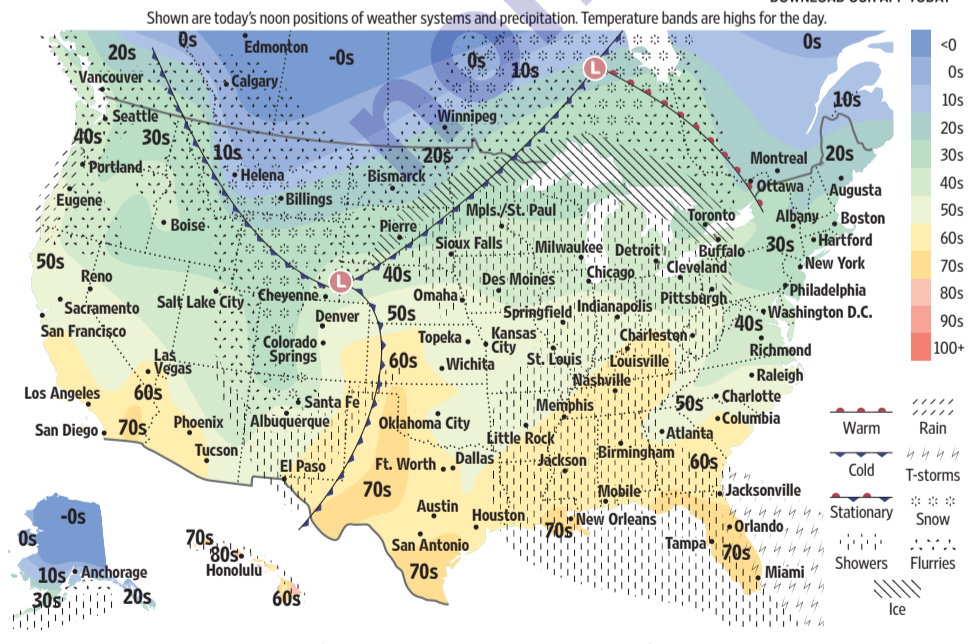 DOWNLOAD OUR APP TODAY
Shown are today's noon positions of weather systems and precipitation. Temperature bands are highs for the day.
20s
0s
Edmonton
-0s
0s
10s
0s
Vancouver
Calgary
<0
0s
10s
20s
30s
40s
50s
60s
70s
80s
90s
100+
L
10s
Seattle
40s
30s
10s
Winnipeg
20s
Portland
Helena
Bismarck
Montreal
20s
Ottawa
Augusta
Eugene
Billings
Boise
Pierre
Mpls./St. Paul
Toronto
Albany
Boston
Sioux Falls
Milwaukee
Detroit
Buffalo
30s
Hartford
50s
Reno
L
40s
Des Moines
Chicago
Cleveland
New York
Sacramento
Salt Lake City
Cheyenne
Omaha
Springfield
Indianapolis
Pittsburgh
Philadelphia
San Francisco
Denver
50s
Topeka
Kansas
City
Charleston
40s
Washington D.C.
Las
Vegas
Colorado
Springs
60s
Wichita
St. Louis
Louisville
Richmond
Los Angeles
60s
Santa Fe
Nashville
Raleigh
San Diego
70s
Phoenix
Albuquerque
Oklahoma City
Memphis
50s
Charlotte
Columbia
Little Rock
Atlanta
Tucson
El Paso
Ft. Worth
Dallas
Jackson
Birmingham
60s
70s
Austin
Houston
Mobile
Jacksonville
San Antonio
70s
New Orleans
70s
Orlando
Tampa
70s
Miami
-0s
0s
10s
Anchorage
30s
20s
70s
80s
Honolulu
60s
Warm
Rain
Cold
T-storms
Stationary
Snow
Showers
Flurries
Ice